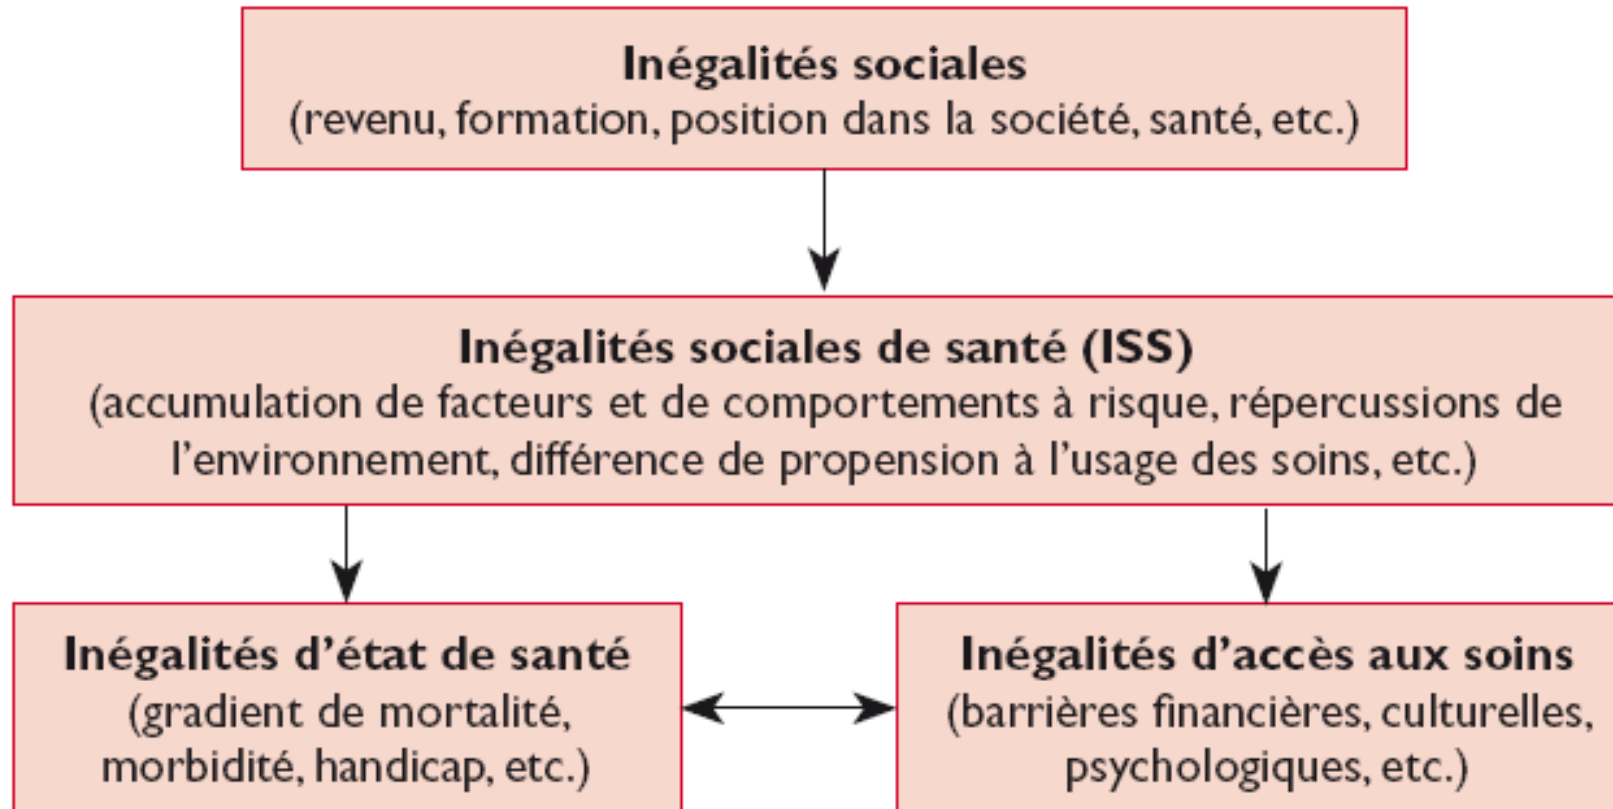 Inégalités sociales
(revenu, formation, position dans la société, santé, etc.)
Inégalités sociales de santé (ISS)
(accumulation de facteurs et de comportements à risque, répercussions de
l’environnement, différence de propension à l’usage des soins, etc.)
Inégalités d’état de santé
(gradient de mortalité,
morbidité, handicap, etc.)
Inégalités d’accès aux soins
(barrières financières, culturelles,
psychologiques, etc.)